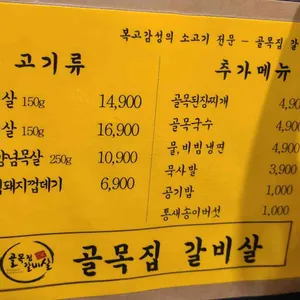 복고감성의 소고기 전문 - 골목집 갈
고기류
살 150g 14,900
살 150g 16,900
양념목살 250g 10,900
돼지껍데기 6,900
추가메뉴
골목된장찌개 4,9
골목국수 4,90
물,비빔냉면 4,900
묵사발 3,900
공기밥 1,000
통새송이버섯 1,000
골목집 갈비살
골목집 갈비살